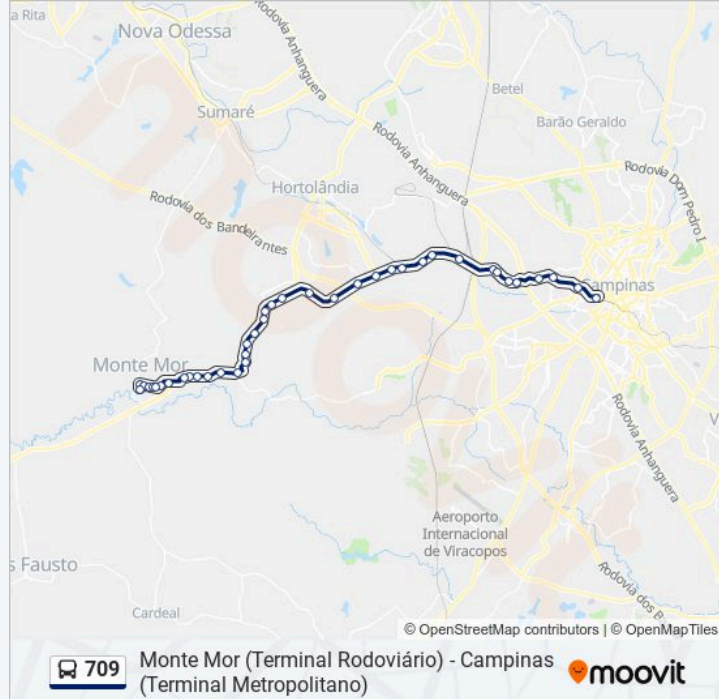 a Rita
Nova Odessa
Rodovia Anhanguera
Betel
Sumaré
Rodovia Anhanguera
Barão Geraldo
Rodovia Dom Pedro I
Hortolândia
Rodovia dos Bandeirantes
Campinas
Monte Mor
Rodovia Anhanguera
Aeroporto
Internacional
de Viracopos
s Fausto
Rodovia dos B
Cardeal
© OpenStreetMap contributors | © OpenMapTiles
709
Monte Mor (Terminal Rodoviário) - Campinas
(Terminal Metropolitano)
moovit